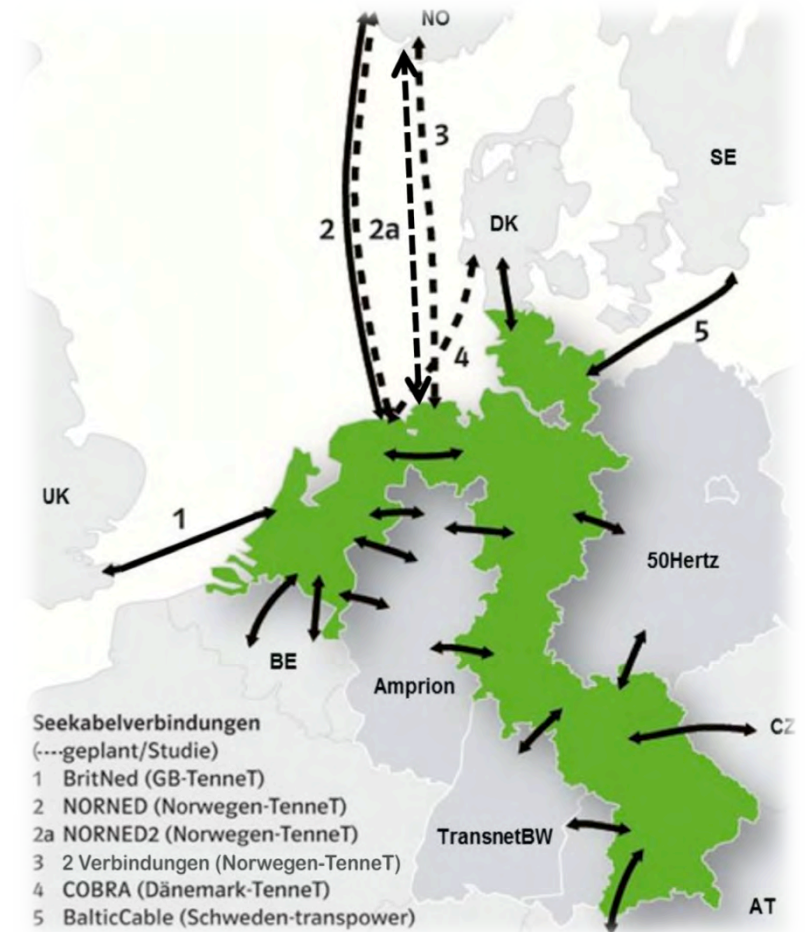 NO
3
SE
2
2a
DK
4
5
UK
1
50Hertz
BE
Amprion
CZ
TransnetBW
AT
Seekabelverbindungen
(----geplant/Studie)
1 BritNed (GB-TenneT)
2 NORNED (Norwegen-TenneT)
2a NORNED2 (Norwegen-TenneT)
3 2 Verbindungen (Norwegen-TenneT)
4 COBRA (Dänemark-TenneT)
5 BalticCable (Schweden-transpower)